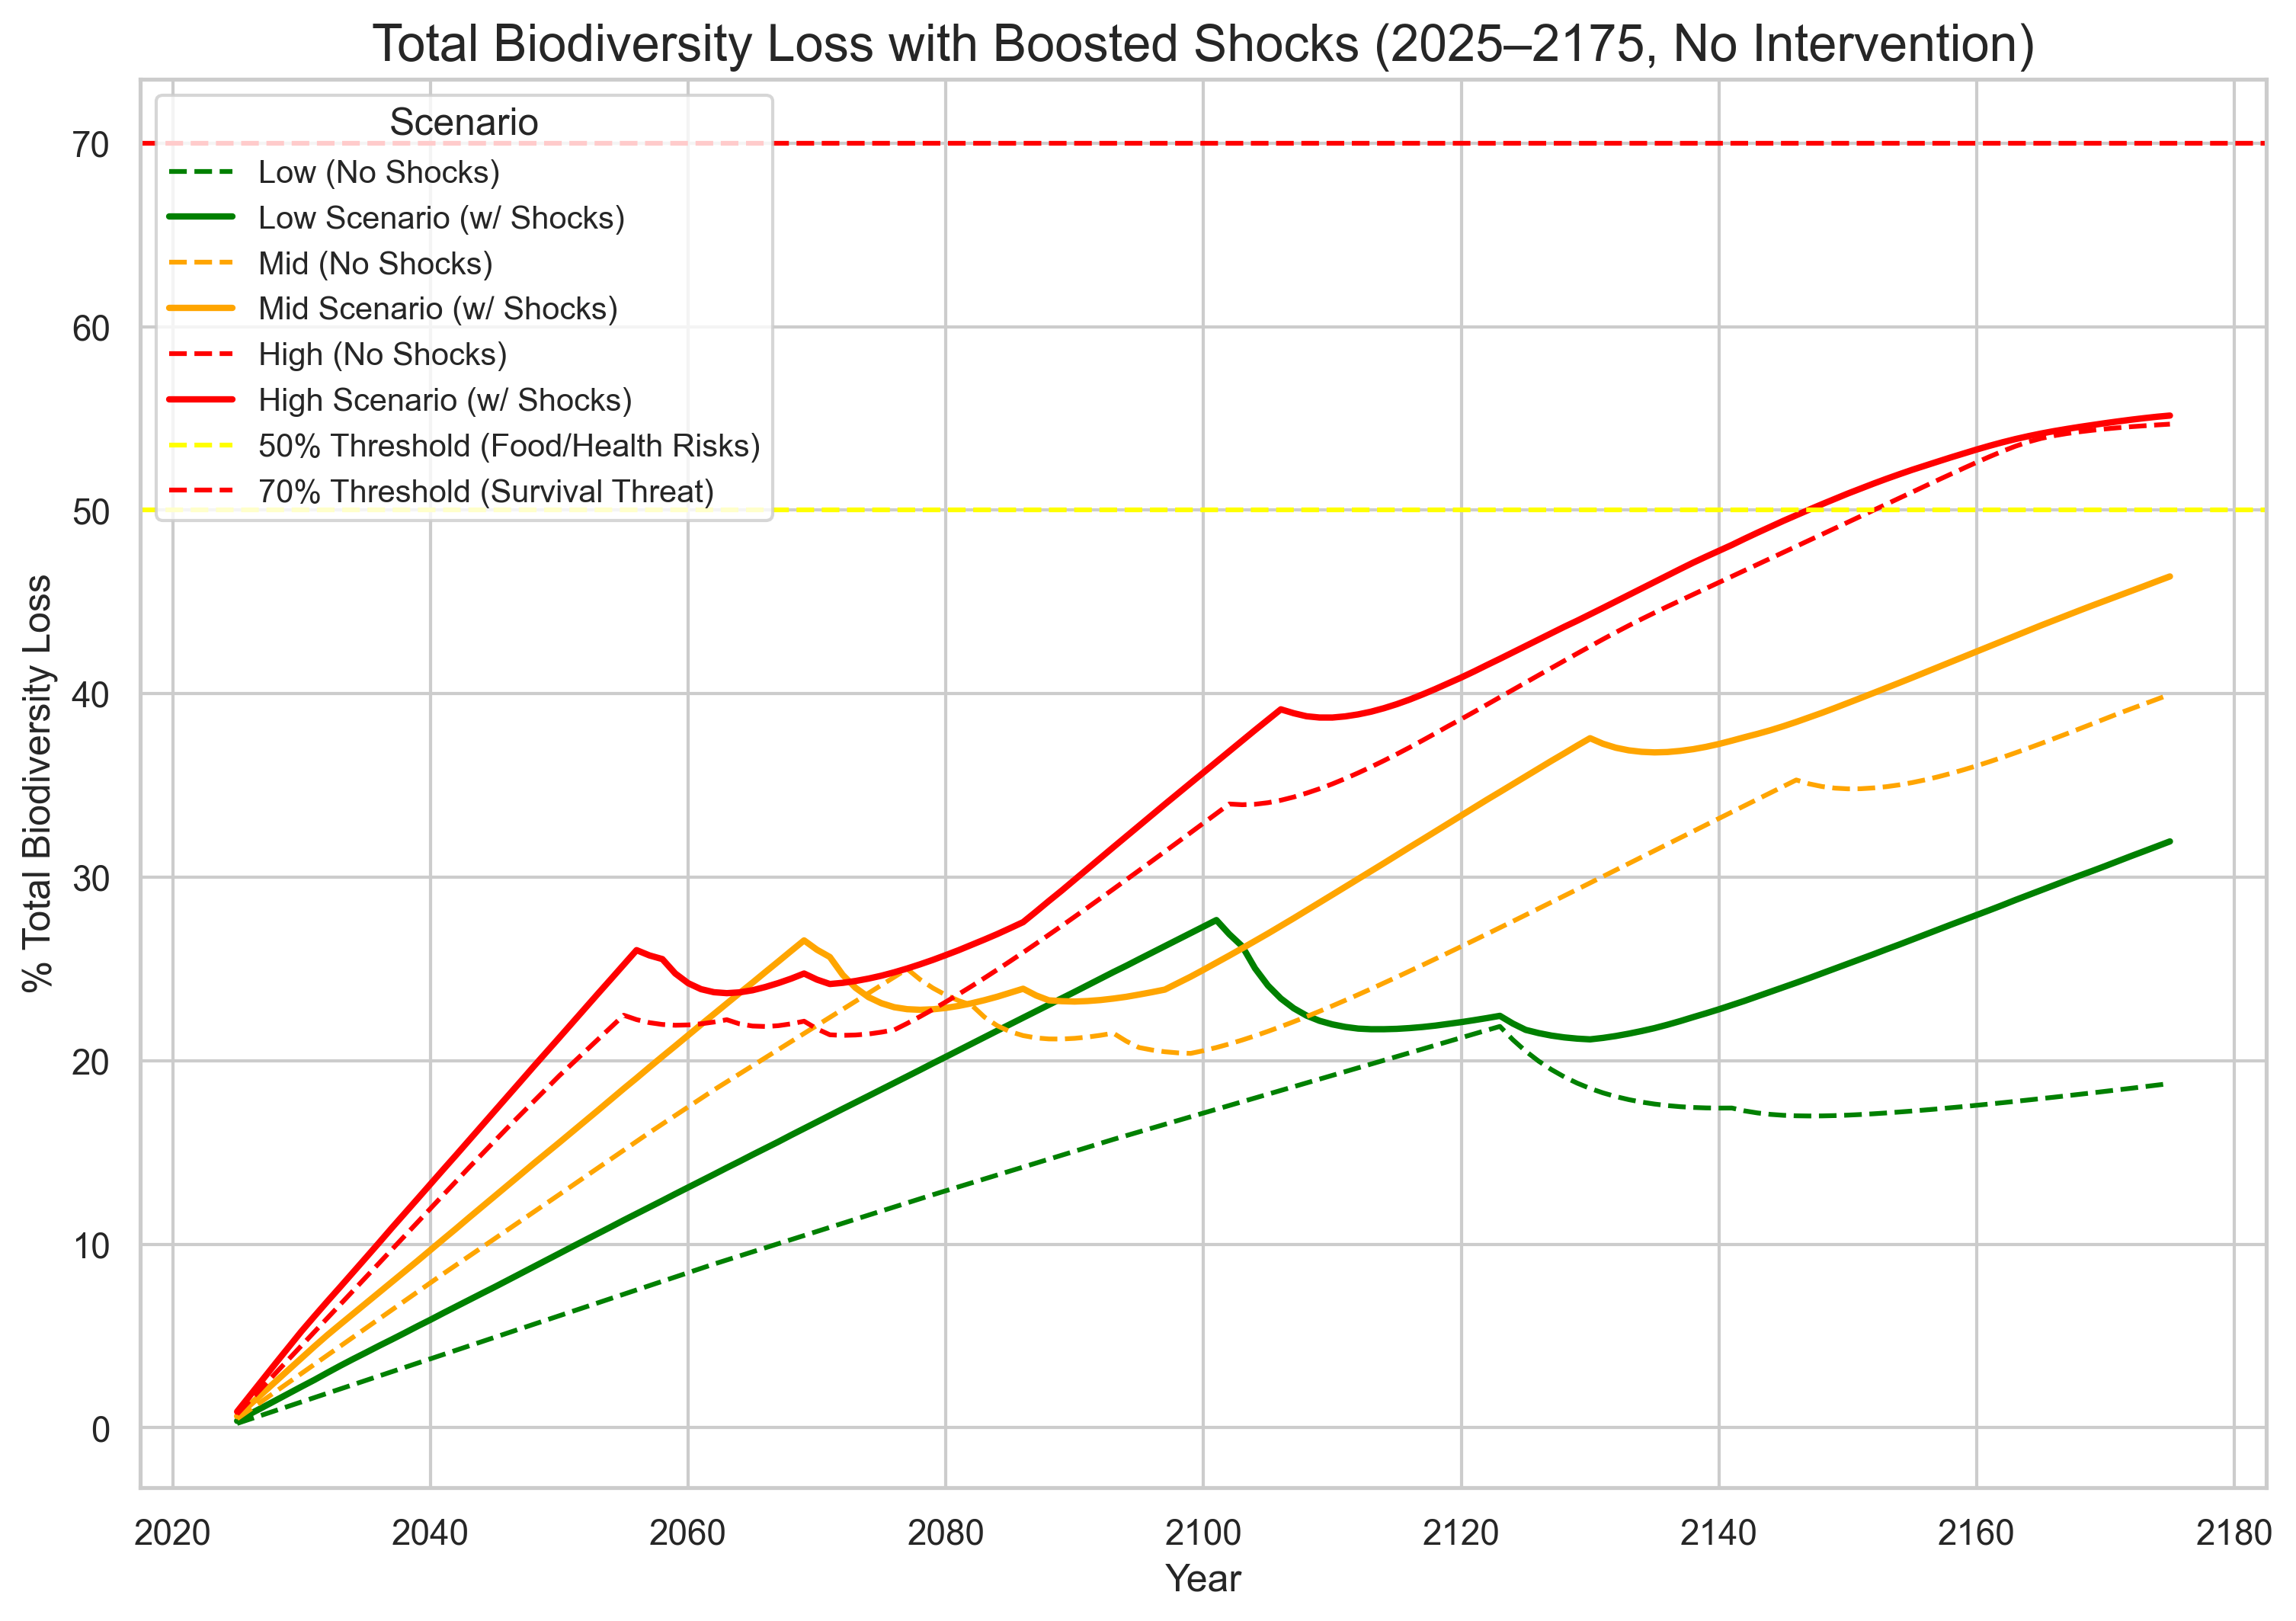 Total Biodiversity Loss with Boosted Shocks (2025–2175, No Intervention)
Scenario
Low (No Shocks)
Low Scenario (w/ Shocks)
Mid (No Shocks)
Mid Scenario (w/ Shocks)
High (No Shocks)
High Scenario (w/ Shocks)
50% Threshold (Food/Health Risks)
70% Threshold (Survival Threat)
% Total Biodiversity Loss
70
60
50
40
30
20
10
0
2020 2040 2060 2080 2100 2120 2140 2160 2180
Year